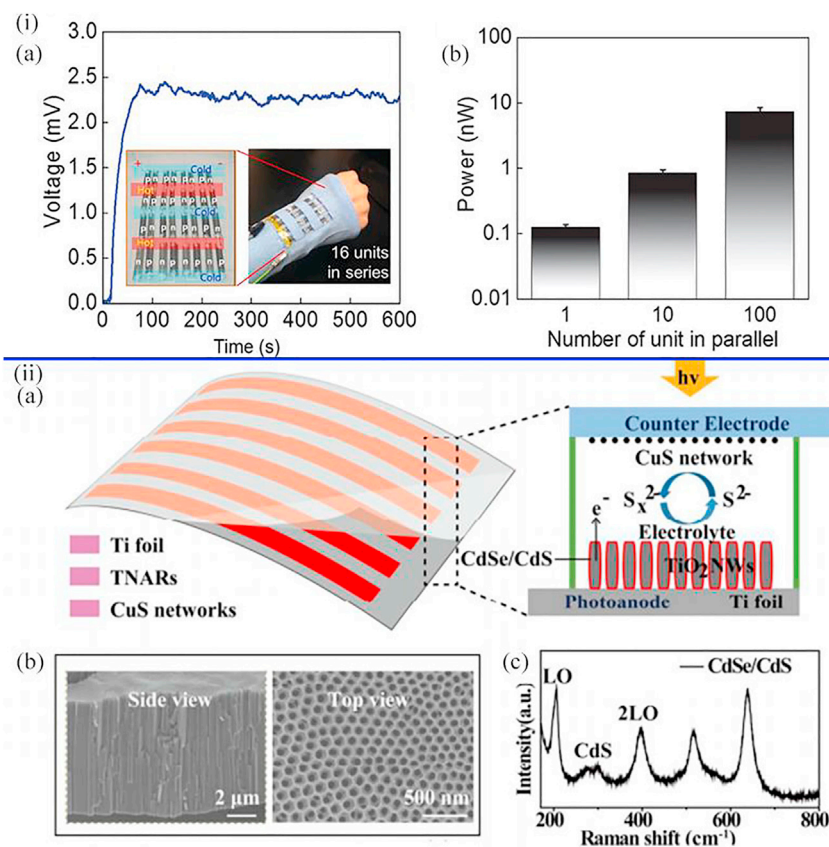 (i)
(a)
3.0
2.5
2.0
1.5
1.0
0.5
0.0
Voltage (mV)
0 100 200 300 400 500 600
Time (s)
+ -
Cold
Hot
Cold
Hot
Cold
16 units
in series
(b)
100
10
1
0.1
0.01
Power (nW)
1 10 100
Number of unit in parallel
(ii)
(a)
Ti foil
TNARs
CuS networks
hν
Counter Electrode
CuS network
Sx2- S2-
e-
Electrolyte
CdSe/CdS
TiO2 NWs
Photoanode Ti foil
(b)
Side view
2 μm
Top view
500 nm
(c)
CdSe/CdS
LO
CdS
2LO
Intensity(a.u.)
200 400 600 800
Raman shift (cm-1)